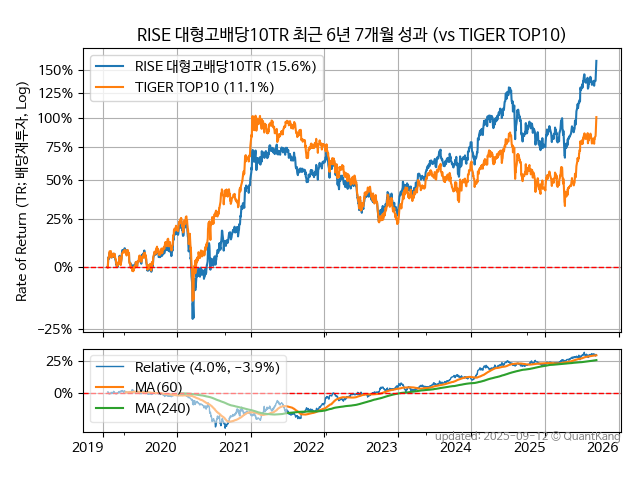 RISE 대형고배당10TR 최근 6년 7개월 성과 (vs TIGER TOP10)
Rate of Return (TR: 배당재투자, Log)
150%
125%
100%
75%
50%
25%
0%
−25%
RISE 대형고배당10TR (15.6%)
TIGER TOP10 (11.1%)
25%
0%
Relative (4.0%, −3.9%)
MA(60)
MA(240)
2019 2020 2021 2022 2023 2024 2025 2026
updated: 2025-09-12 © QuantKang